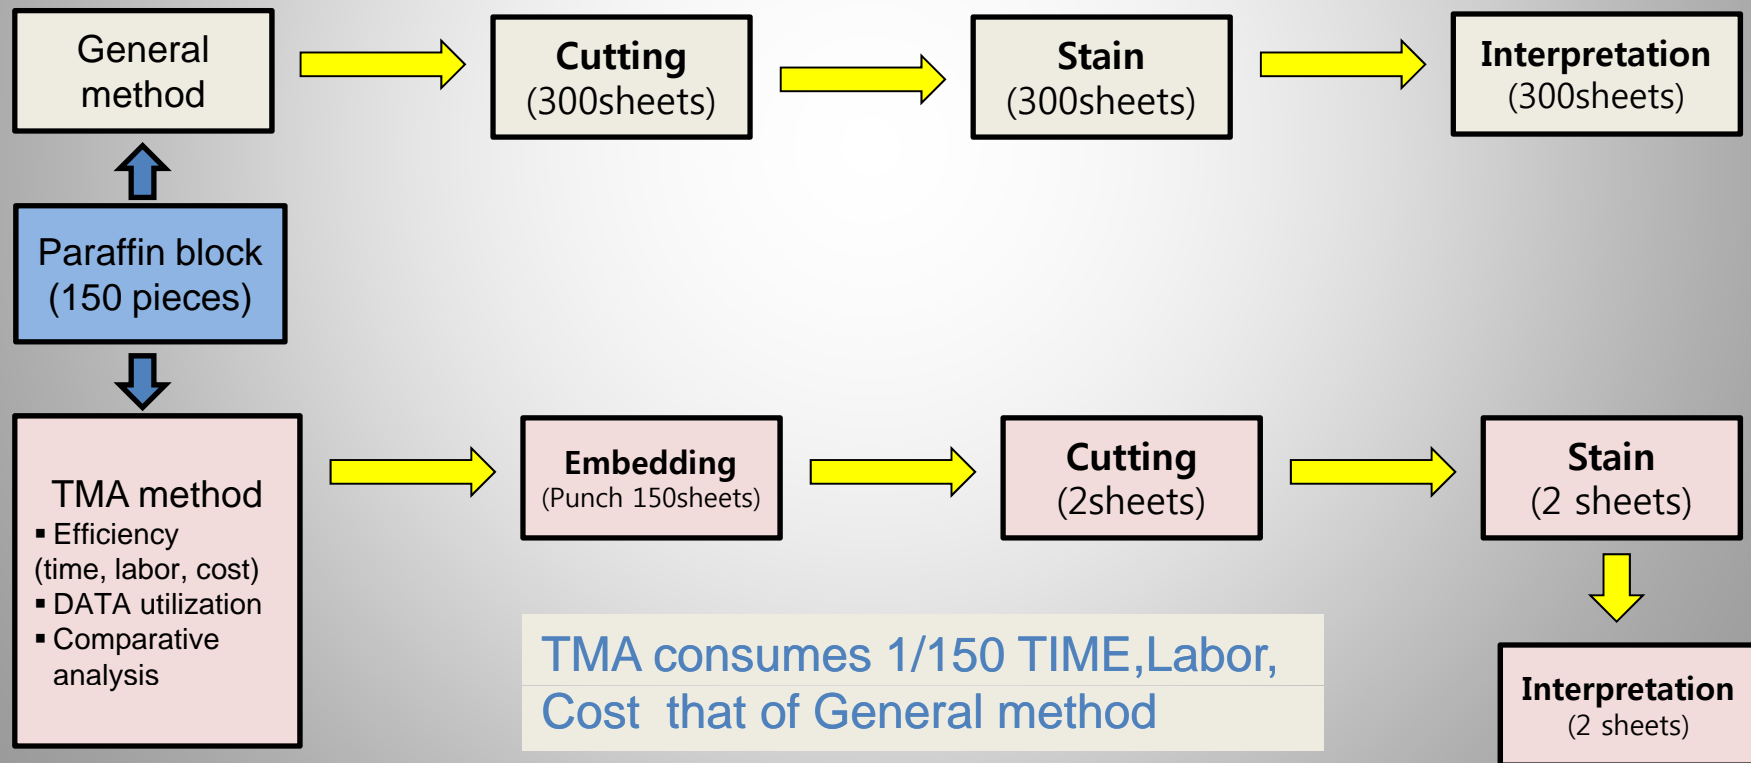 General
method
Cutting
(300sheets)
Stain
(300sheets)
Interpretation
(300sheets)
Paraffin block
(150 pieces)
TMA method
▪ Efficiency
(time, labor, cost)
▪ DATA utilization
▪ Comparative
analysis
Embedding
(Punch 150sheets)
Cutting
(2sheets)
Stain
(2 sheets)
Interpretation
(2 sheets)
TMA consumes 1/150 TIME,Labor,
Cost that of General method